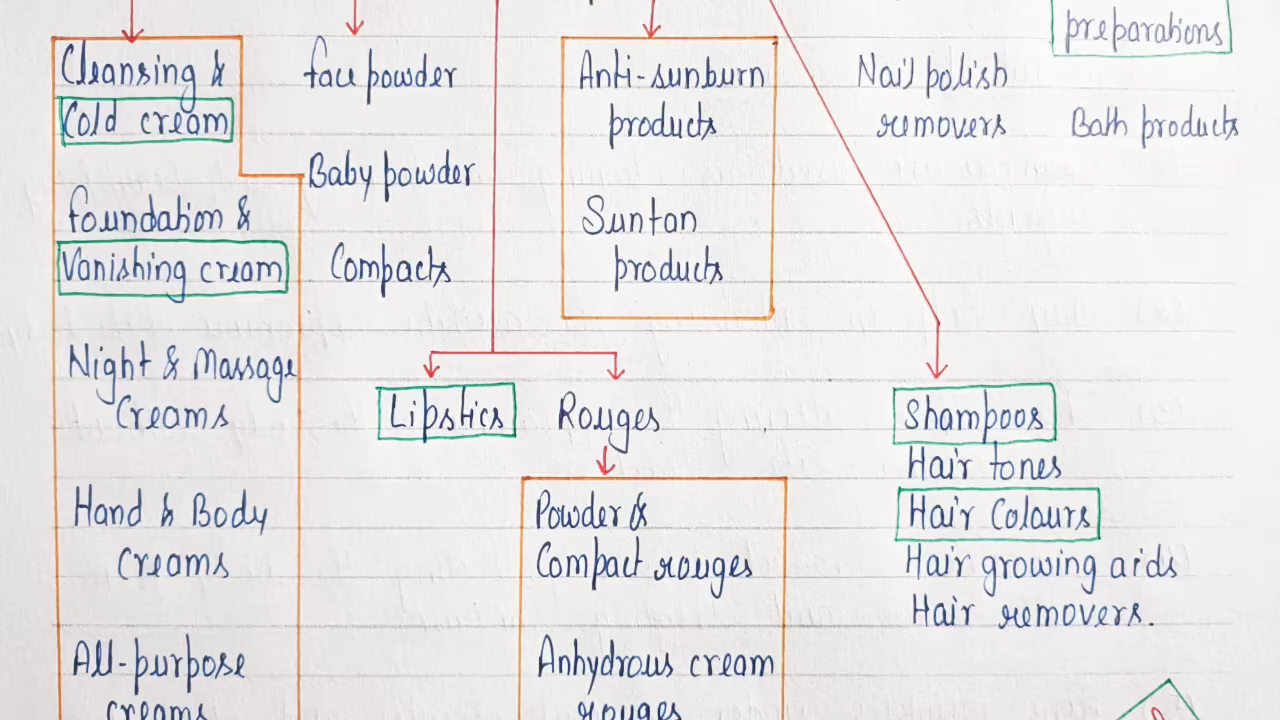 Cleansing &
Cold cream
foundation &
Vanishing cream
Night & Massage
Creams
Hand & Body
Creams
All-purpose
creams
face powder
Baby powder
Compacts
Lipstics
Rouges
Powder &
Compact rouges
Anhydrous cream
rouges
Anti-sunburn
products
Suntan
products
Nail polish
removers
Shampoos
Hair tones
Hair Colours
Hair growing aids
Hair removers.
preparations
Bath products